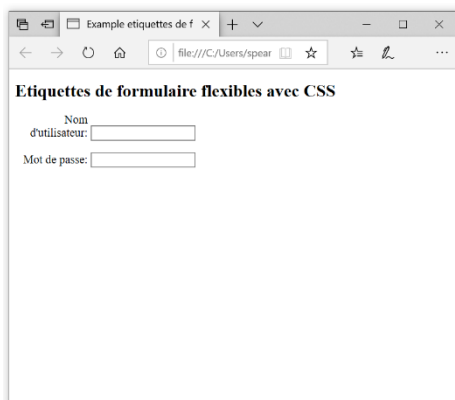 Example etiquettes de f
file:///C:/Users/spear
Etiquettes de formulaire flexibles avec CSS
Nom
d'utilisateur:
Mot de passe: